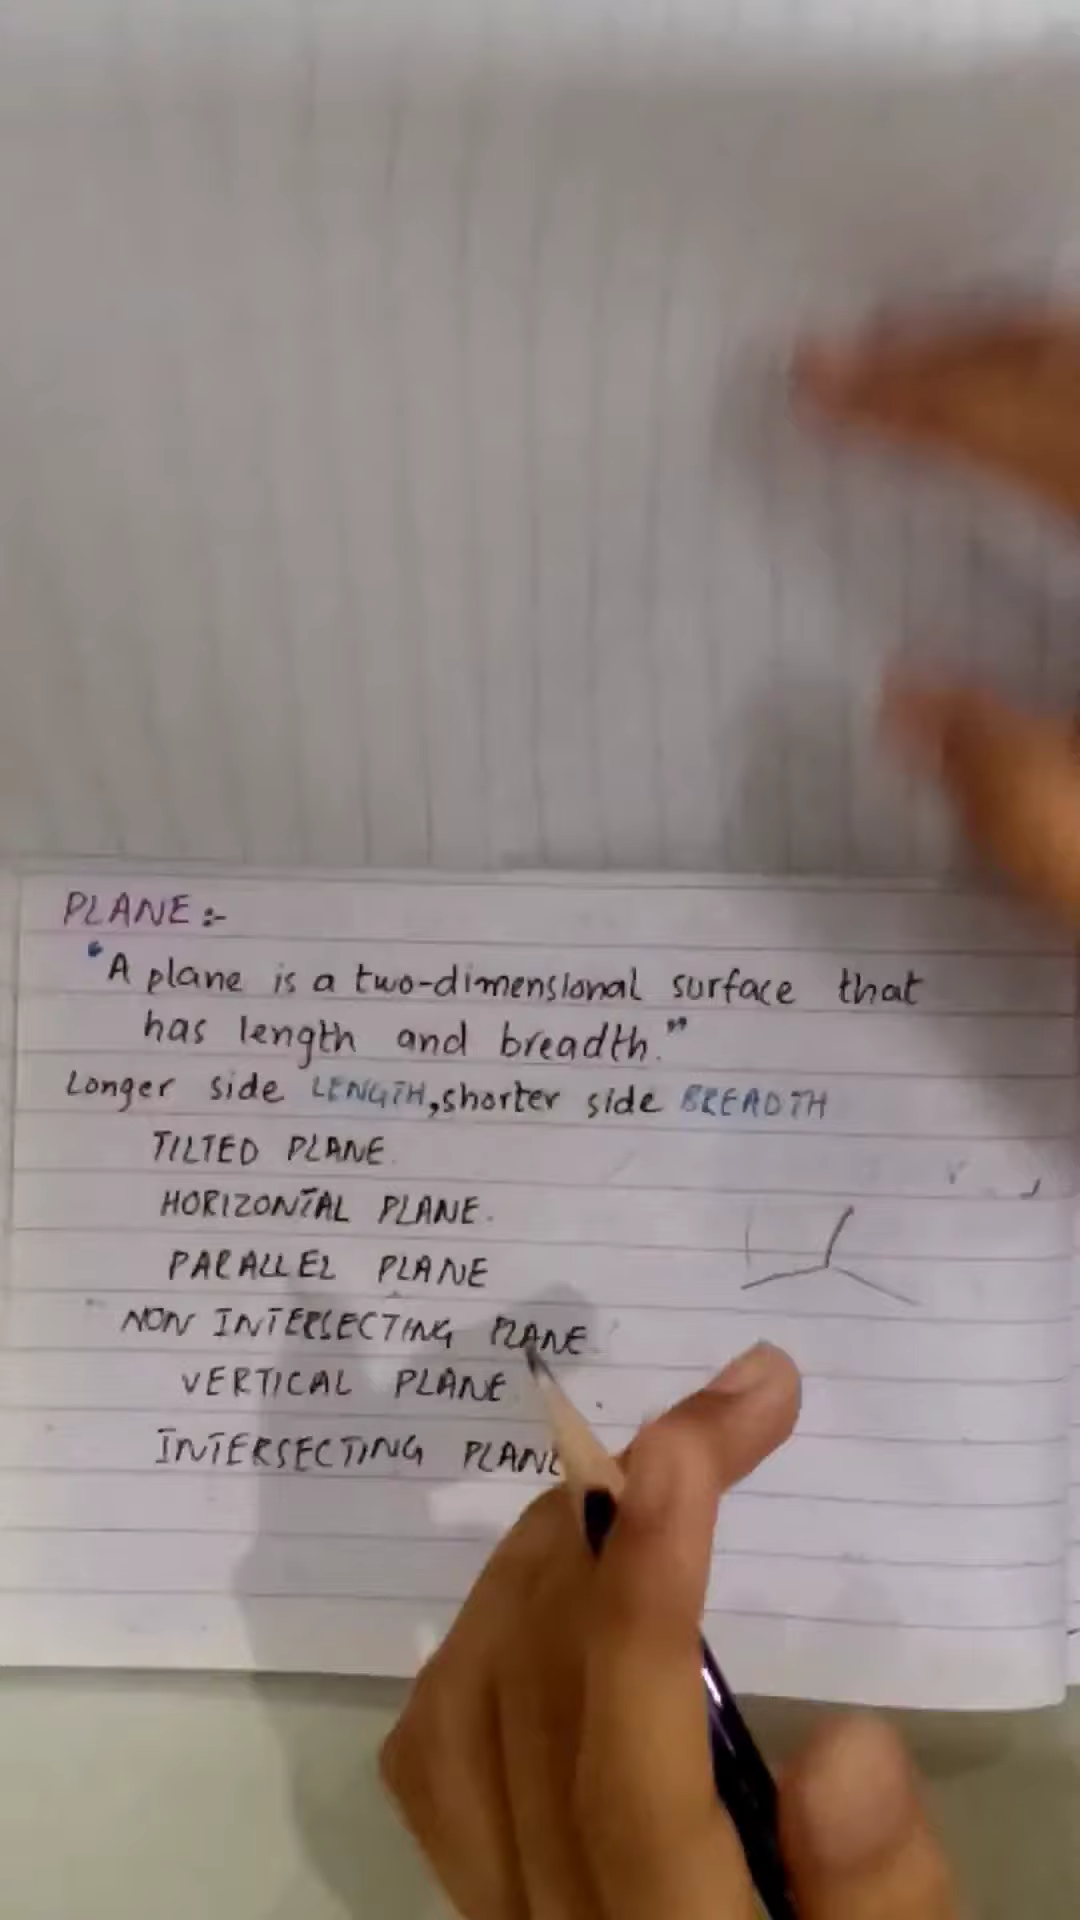 PLANE :-
"A plane is a two-dimensional surface that
has length and breadth."
Longer side LENGTH, shorter side BREADTH
TILTED PLANE.
HORIZONTAL PLANE.
PARALLEL PLANE
NON INTERSECTING PLANE.
VERTICAL PLANE.
INTERSECTING PLANE